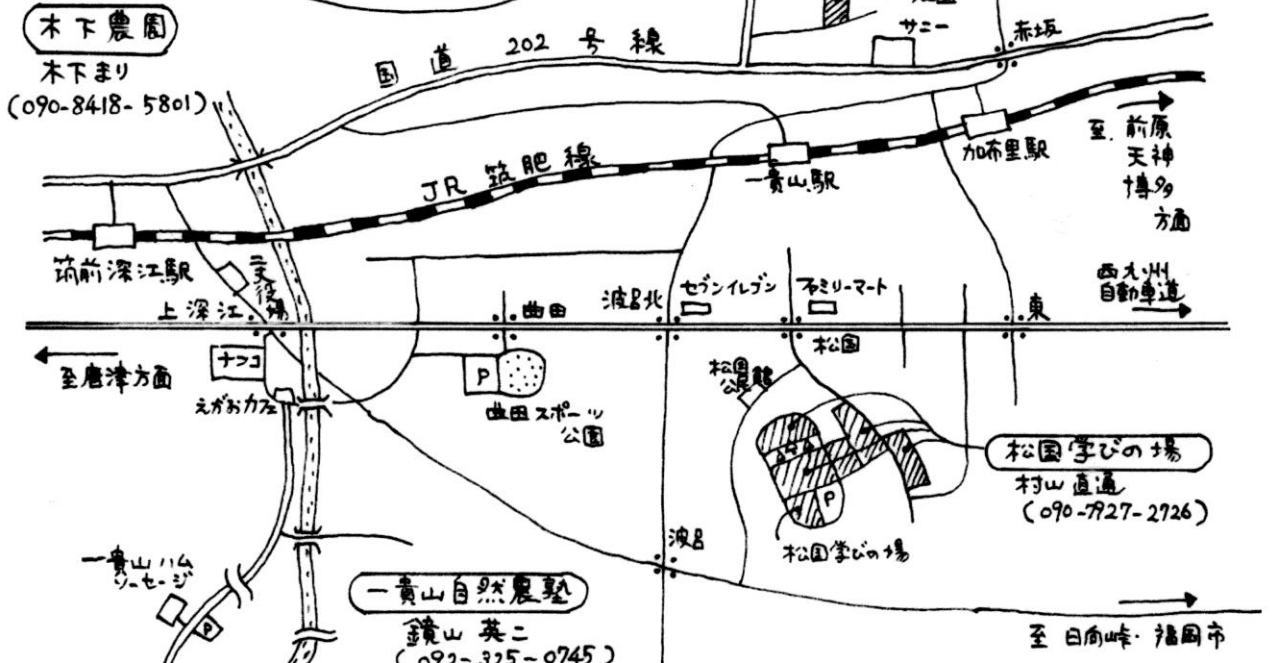 木下農園
木下まり
(090-8418-5801)
国道 202 号線
サニー
赤坂
JR 筑肥線
一貴山駅
加布里駅
至 前原
天神
博多
方面
筑前深江駅
上深江
曲田
波呂北
セブンイレブン
ファミリーマート
松国
東
西九州
自動車道
至唐津方面
ナフコ
えがおカフェ
P
曲田スポーツ
公園
松国
公民館
P
松国学びの場
松国学びの場
村山直通
(090-7927-2726)
波呂
一貴山ハム
ソーセージ
P
一貴山自然農塾
鏡山英二
(092-325-0745)
至 日向峠・福岡市